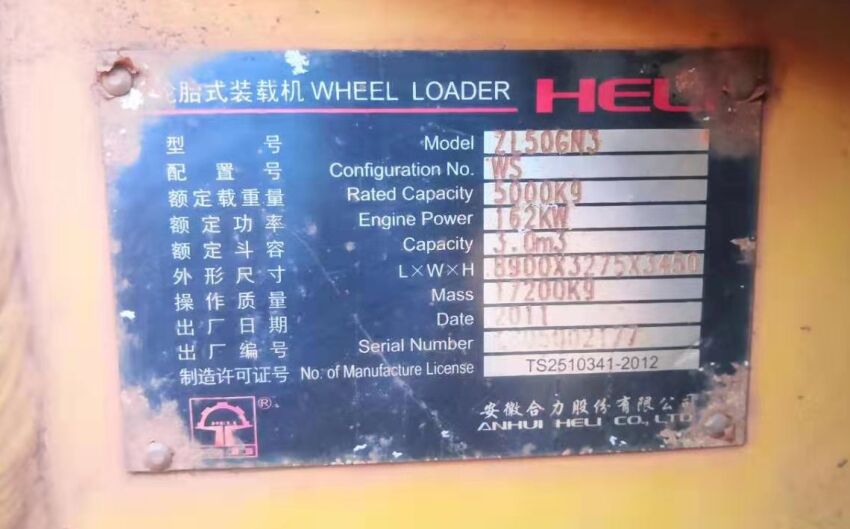 胎式装载机 WHEEL LOADER HELI
型号 Model ZL50GN3
配置号 Configuration No. WS
额定载重量 Rated Capacity 5000K9
额定功率 Engine Power 162KW
额定斗容 Capacity 3.0m3
外形尺寸 L×W×H 8900X3275X3450
操作质量 Mass 17200K9
出厂日期 Date 2011
出厂编号 Serial Number
制造许可证号 No. of Manufacture License TS2510341-2012
HELI ®
安徽合力股份有限公司
ANHUI HELI CO., LTD